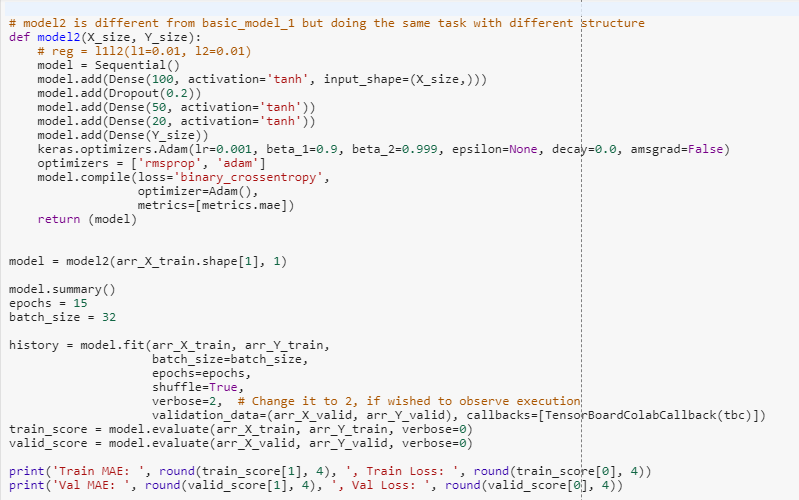 # model2 is different from basic_model_1 but doing the same task with different structure
def model2(X_size, Y_size):
    # reg = l1l2(l1=0.01, l2=0.01)
    model = Sequential()
    model.add(Dense(100, activation='tanh', input_shape=(X_size,)))
    model.add(Dropout(0.2))
    model.add(Dense(50, activation='tanh'))
    model.add(Dense(20, activation='tanh'))
    model.add(Dense(Y_size))
    keras.optimizers.Adam(lr=0.001, beta_1=0.9, beta_2=0.999, epsilon=None, decay=0.0, amsgrad=False)
    optimizers = ['rmsprop', 'adam']
    model.compile(loss='binary_crossentropy',
                  optimizer=Adam(),
                  metrics=[metrics.mae])
    return (model)
model = model2(arr_X_train.shape[1], 1)
model.summary()
epochs = 15
batch_size = 32
history = model.fit(arr_X_train, arr_Y_train,
                    batch_size=batch_size,
                    epochs=epochs,
                    shuffle=True,
                    verbose=2,  # Change it to 2, if wished to observe execution
                    validation_data=(arr_X_valid, arr_Y_valid), callbacks=[TensorBoardColabCallback(tbc)])
train_score = model.evaluate(arr_X_train, arr_Y_train, verbose=0)
valid_score = model.evaluate(arr_X_valid, arr_Y_valid, verbose=0)
print('Train MAE: ', round(train_score[1], 4), ', Train Loss: ', round(train_score[0], 4))
print('Val MAE: ', round(valid_score[1], 4), ', Val Loss: ', round(valid_score[0], 4))